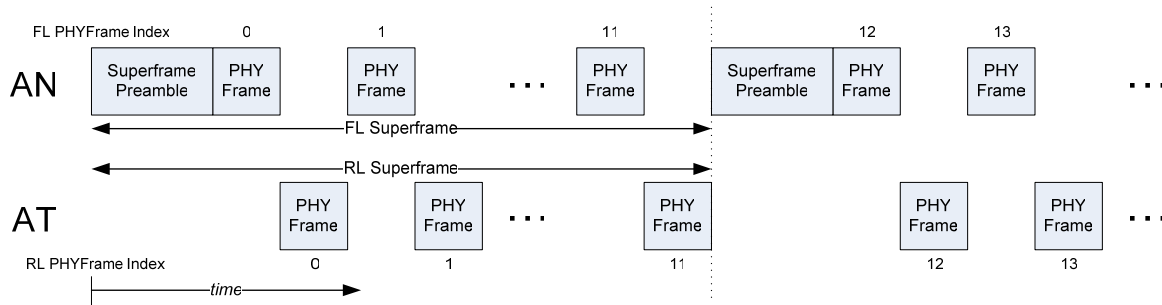 FL PHYFrame Index 0 1 11 12 13
AN
Superframe Preamble
PHY Frame
PHY Frame
...
PHY Frame
Superframe Preamble
PHY Frame
PHY Frame
...
FL Superframe
RL Superframe
AT
PHY Frame
PHY Frame
...
PHY Frame
PHY Frame
PHY Frame
...
RL PHYFrame Index 0 1 11 12 13
time